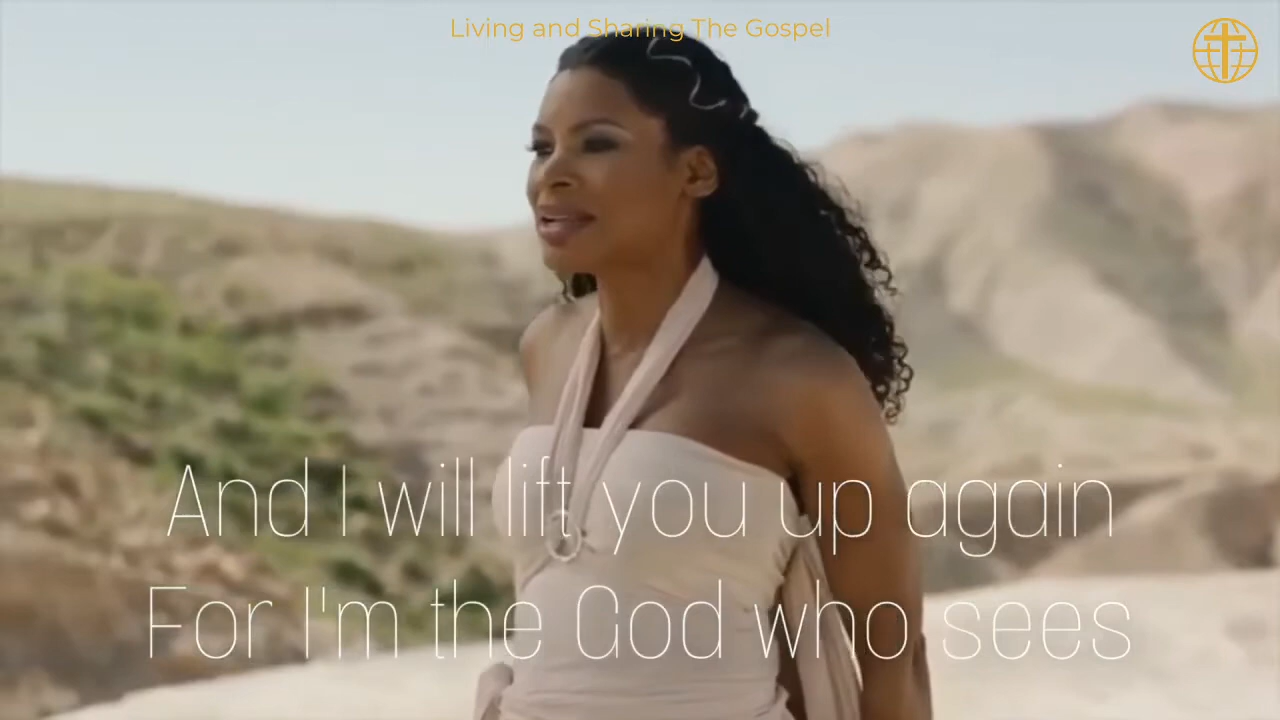 Living and Sharing The Gospel
And I will lift you up again
For I'm the God who sees